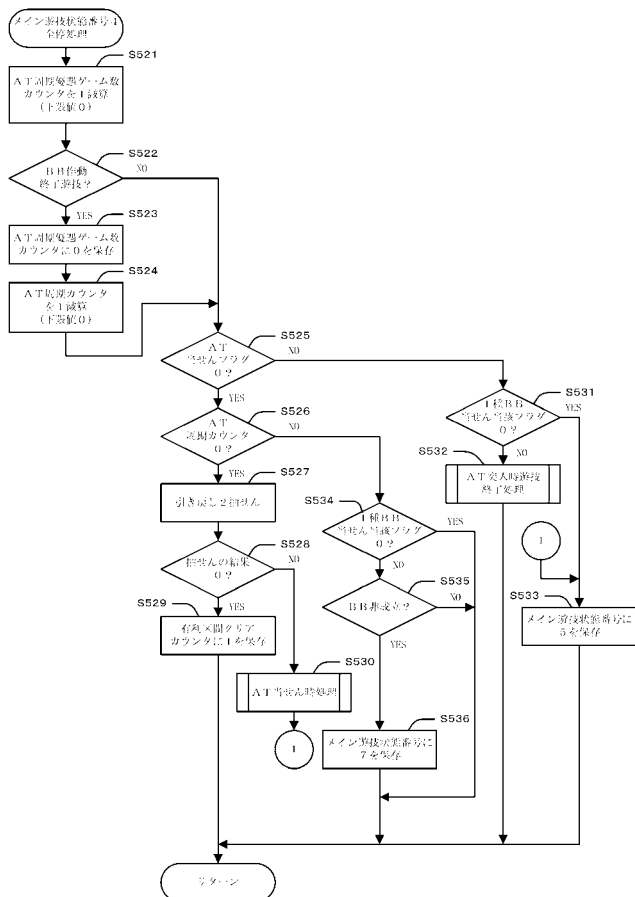 メイン遊技状態番号4
全停処理
S521
AT周期優遇ゲーム数
カウンタを1減算
(下限値0)
S522
BB作動
終了遊技?
NO
YES
S523
AT周期優遇ゲーム数
カウンタに0を保存
S524
AT周期カウンタ
を1減算
(下限値0)
S525
AT
当せんフラグ
0?
NO
YES
S526
AT
周期カウンタ
0?
NO
YES
S527
引き戻し2抽せん
S528
抽せんの結果
0?
NO
YES
S529
有利区間クリア
カウンタに1を保存
S530
AT当せん時処理
1
S531
1種BB
当せん当該フラグ
0?
YES
NO
S532
AT突入時遊技
終了処理
1
S533
メイン遊技状態番号に
5を保存
S534
1種BB
当せん当該フラグ
0?
YES
NO
S535
BB非成立?
NO
YES
S536
メイン遊技状態番号に
7を保存
リターン